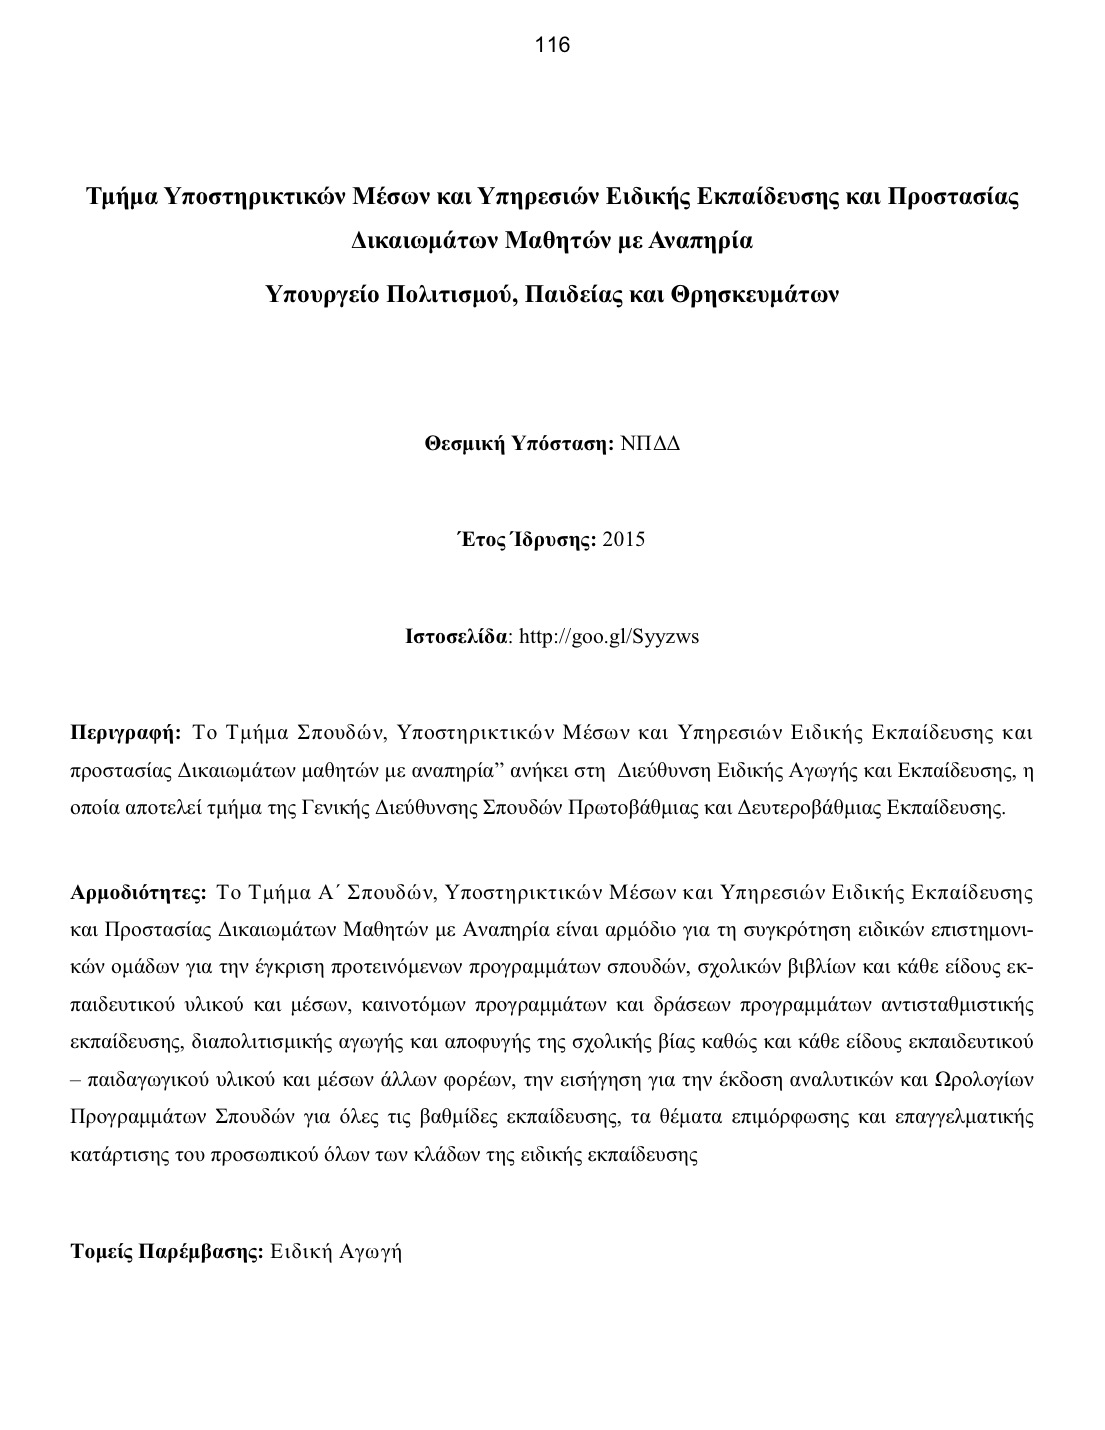 116
Τμήμα Υποστηρικτικών Μέσων και Υπηρεσιών Ειδικής Εκπαίδευσης και Προστασίας
Δικαιωμάτων Μαθητών με Αναπηρία
Υπουργείο Πολιτισμού, Παιδείας και Θρησκευμάτων
Θεσμική Υπόσταση: ΝΠΔΔ
Έτος Ίδρυσης: 2015
Ιστοσελίδα: http://goo.gl/Syyzws
Περιγραφή: Το Τμήμα Σπουδών, Υποστηρικτικών Μέσων και Υπηρεσιών Ειδικής Εκπαίδευσης και
προστασίας Δικαιωμάτων μαθητών με αναπηρία” ανήκει στη  Διεύθυνση Ειδικής Αγωγής και Εκπαίδευσης, η
οποία αποτελεί τμήμα της Γενικής Διεύθυνσης Σπουδών Πρωτοβάθμιας και Δευτεροβάθμιας Εκπαίδευσης.
Αρμοδιότητες: Το Τμήμα Α΄ Σπουδών, Υποστηρικτικών Μέσων και Υπηρεσιών Ειδικής Εκπαίδευσης
και Προστασίας Δικαιωμάτων Μαθητών με Αναπηρία είναι αρμόδιο για τη συγκρότηση ειδικών επιστημονι-
κών ομάδων για την έγκριση προτεινόμενων προγραμμάτων σπουδών, σχολικών βιβλίων και κάθε είδους εκ-
παιδευτικού υλικού και μέσων, καινοτόμων προγραμμάτων και δράσεων προγραμμάτων αντισταθμιστικής
εκπαίδευσης, διαπολιτισμικής αγωγής και αποφυγής της σχολικής βίας καθώς και κάθε είδους εκπαιδευτικού
– παιδαγωγικού υλικού και μέσων άλλων φορέων, την εισήγηση για την έκδοση αναλυτικών και Ωρολογίων
Προγραμμάτων Σπουδών για όλες τις βαθμίδες εκπαίδευσης, τα θέματα επιμόρφωσης και επαγγελματικής
κατάρτισης του προσωπικού όλων των κλάδων της ειδικής εκπαίδευσης
Τομείς Παρέμβασης: Ειδική Αγωγή